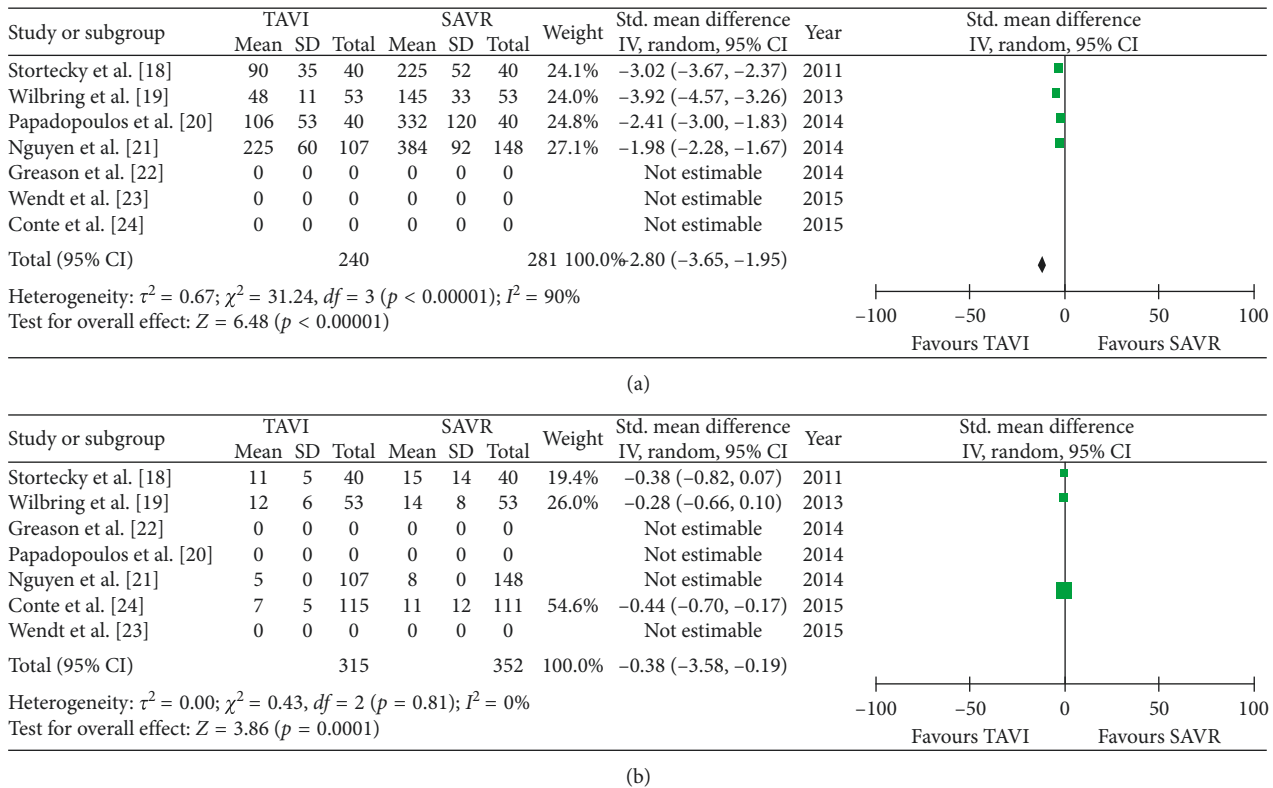 Study or subgroup TAVI SAVR Weight Std. mean difference Year Std. mean difference
Mean SD Total Mean SD Total IV, random, 95% CI IV, random, 95% CI
Stortecky et al. [18] 90 35 40 225 52 40 24.1% –3.02 (–3.67, –2.37) 2011
Wilbring et al. [19] 48 11 53 145 33 53 24.0% –3.92 (–4.57, –3.26) 2013
Papadopoulos et al. [20] 106 53 40 332 120 40 24.8% –2.41 (–3.00, –1.83) 2014
Nguyen et al. [21] 225 60 107 384 92 148 27.1% –1.98 (–2.28, –1.67) 2014
Greason et al. [22] 0 0 0 0 0 0 Not estimable 2014
Wendt et al. [23] 0 0 0 0 0 0 Not estimable 2015
Conte et al. [24] 0 0 0 0 0 0 Not estimable 2015
Total (95% CI) 240 281 100.0% –2.80 (–3.65, –1.95)
Heterogeneity: τ² = 0.67; χ² = 31.24, df = 3 (p < 0.00001); I² = 90%
Test for overall effect: Z = 6.48 (p < 0.00001)
–100 –50 0 50 100
Favours TAVI Favours SAVR
(a)
Study or subgroup TAVI SAVR Weight Std. mean difference Year Std. mean difference
Mean SD Total Mean SD Total IV, random, 95% CI IV, random, 95% CI
Stortecky et al. [18] 11 5 40 15 14 40 19.4% –0.38 (–0.82, 0.07) 2011
Wilbring et al. [19] 12 6 53 14 8 53 26.0% –0.28 (–0.66, 0.10) 2013
Greason et al. [22] 0 0 0 0 0 0 Not estimable 2014
Papadopoulos et al. [20] 0 0 0 0 0 0 Not estimable 2014
Nguyen et al. [21] 5 0 107 8 0 148 Not estimable 2014
Conte et al. [24] 7 5 115 11 12 111 54.6% –0.44 (–0.70, –0.17) 2015
Wendt et al. [23] 0 0 0 0 0 0 Not estimable 2015
Total (95% CI) 315 352 100.0% –0.38 (–3.58, –0.19)
Heterogeneity: τ² = 0.00; χ² = 0.43, df = 2 (p = 0.81); I² = 0%
Test for overall effect: Z = 3.86 (p = 0.0001)
–100 –50 0 50 100
Favours TAVI Favours SAVR
(b)